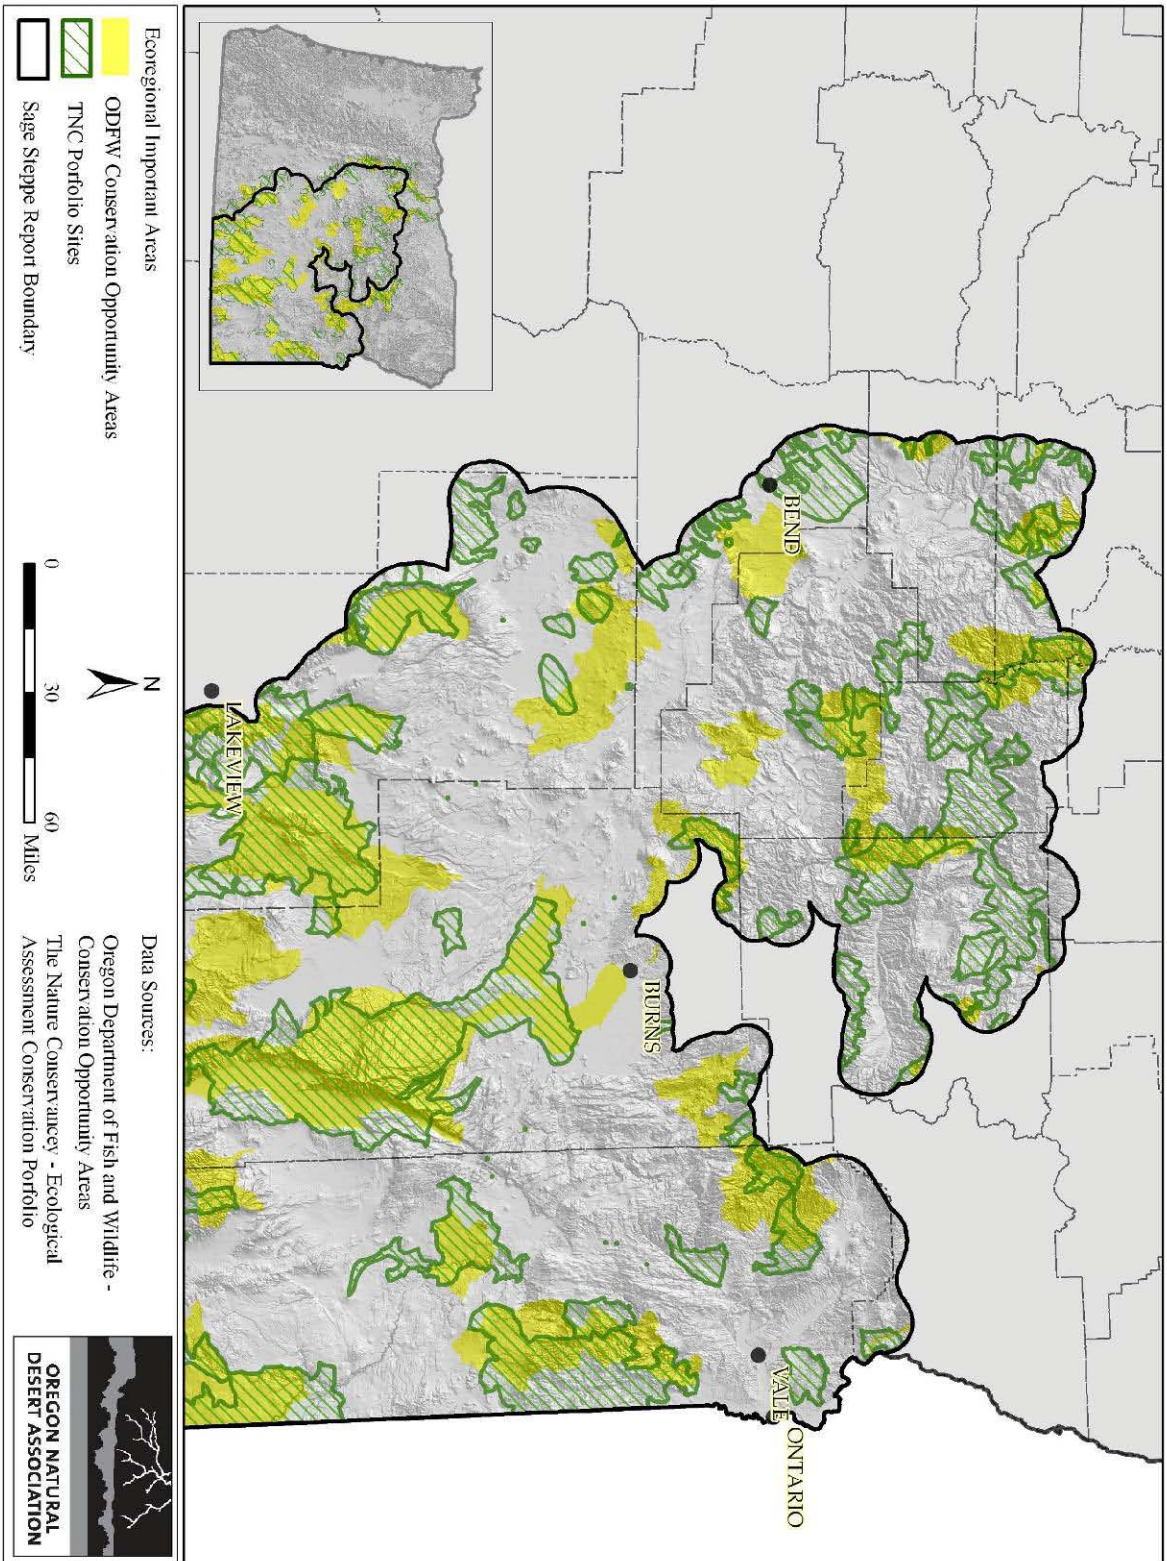 BEND
BURNS
VALE
ONTARIO
LAKEVIEW
Ecoregional Important Areas
ODFW Conservation Opportunity Areas
TNC Porfolio Sites
Sage Steppe Report Boundary
N
0 30 60
Miles
Data Sources:
Oregon Department of Fish and Wildlife -
Conservation Opportunity Areas
The Nature Conservancy - Ecological
Assessment Conservation Porfolio
OREGON NATURAL
DESERT ASSOCIATION